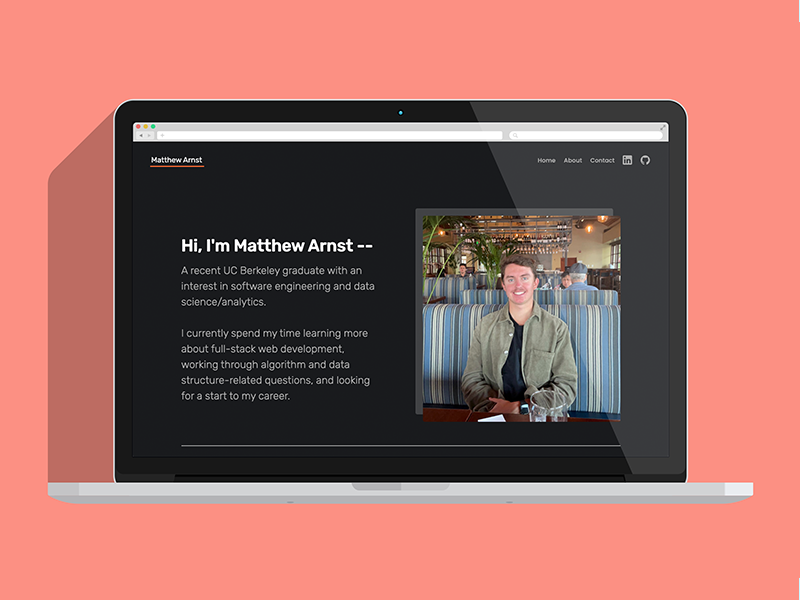 Matthew Arnst
Home About Contact in
Hi, I'm Matthew Arnst --
A recent UC Berkeley graduate with an
interest in software engineering and data
science/analytics.
I currently spend my time learning more
about full-stack web development,
working through algorithm and data
structure-related questions, and looking
for a start to my career.